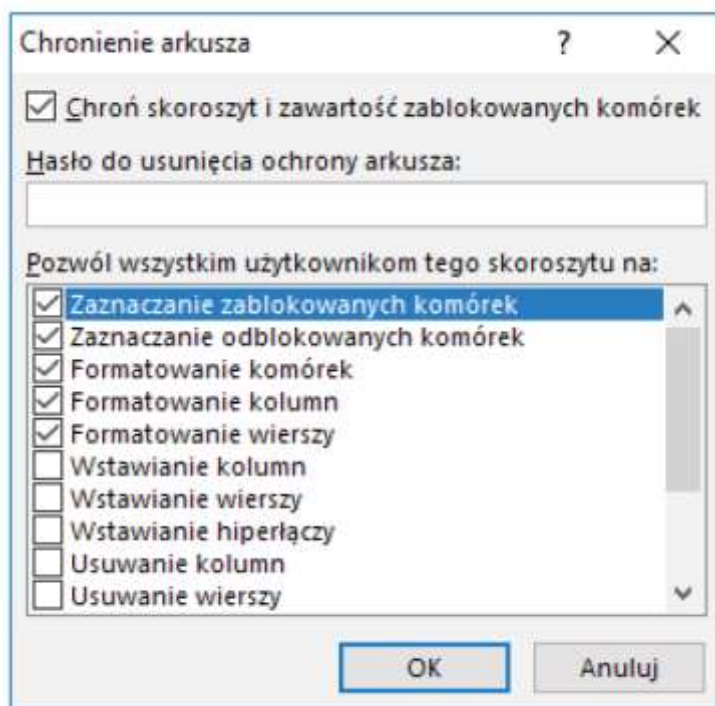 Chronienie arkusza ?
Chroń skoroszyt i zawartość zablokowanych komórek
Hasło do usunięcia ochrony arkusza:
Pozwól wszystkim użytkownikom tego skoroszytu na:
Zaznaczanie zablokowanych komórek
Zaznaczanie odblokowanych komórek
Formatowanie komórek
Formatowanie kolumn
Formatowanie wierszy
Wstawianie kolumn
Wstawianie wierszy
Wstawianie hiperłączy
Usuwanie kolumn
Usuwanie wierszy
OK Anuluj